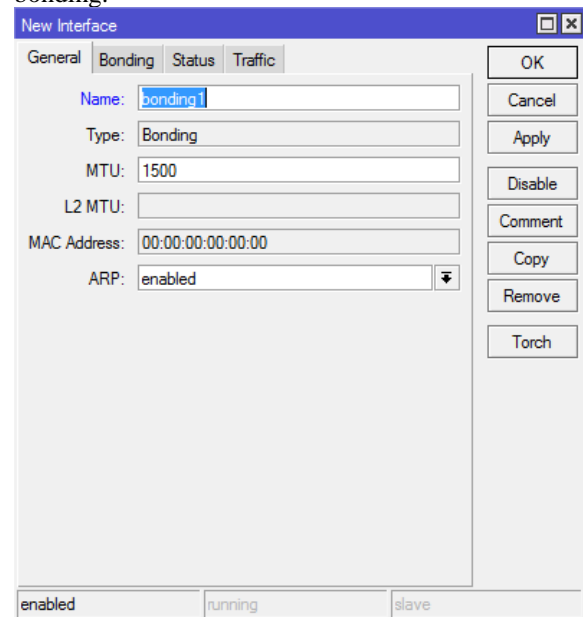 bonding.
New Interface
General Bonding Status Traffic
OK
Name: bonding1
Cancel
Type: Bonding
Apply
MTU: 1500
Disable
L2 MTU:
Comment
MAC Address: 00:00:00:00:00:00
Copy
ARP: enabled
Remove
Torch
enabled running slave